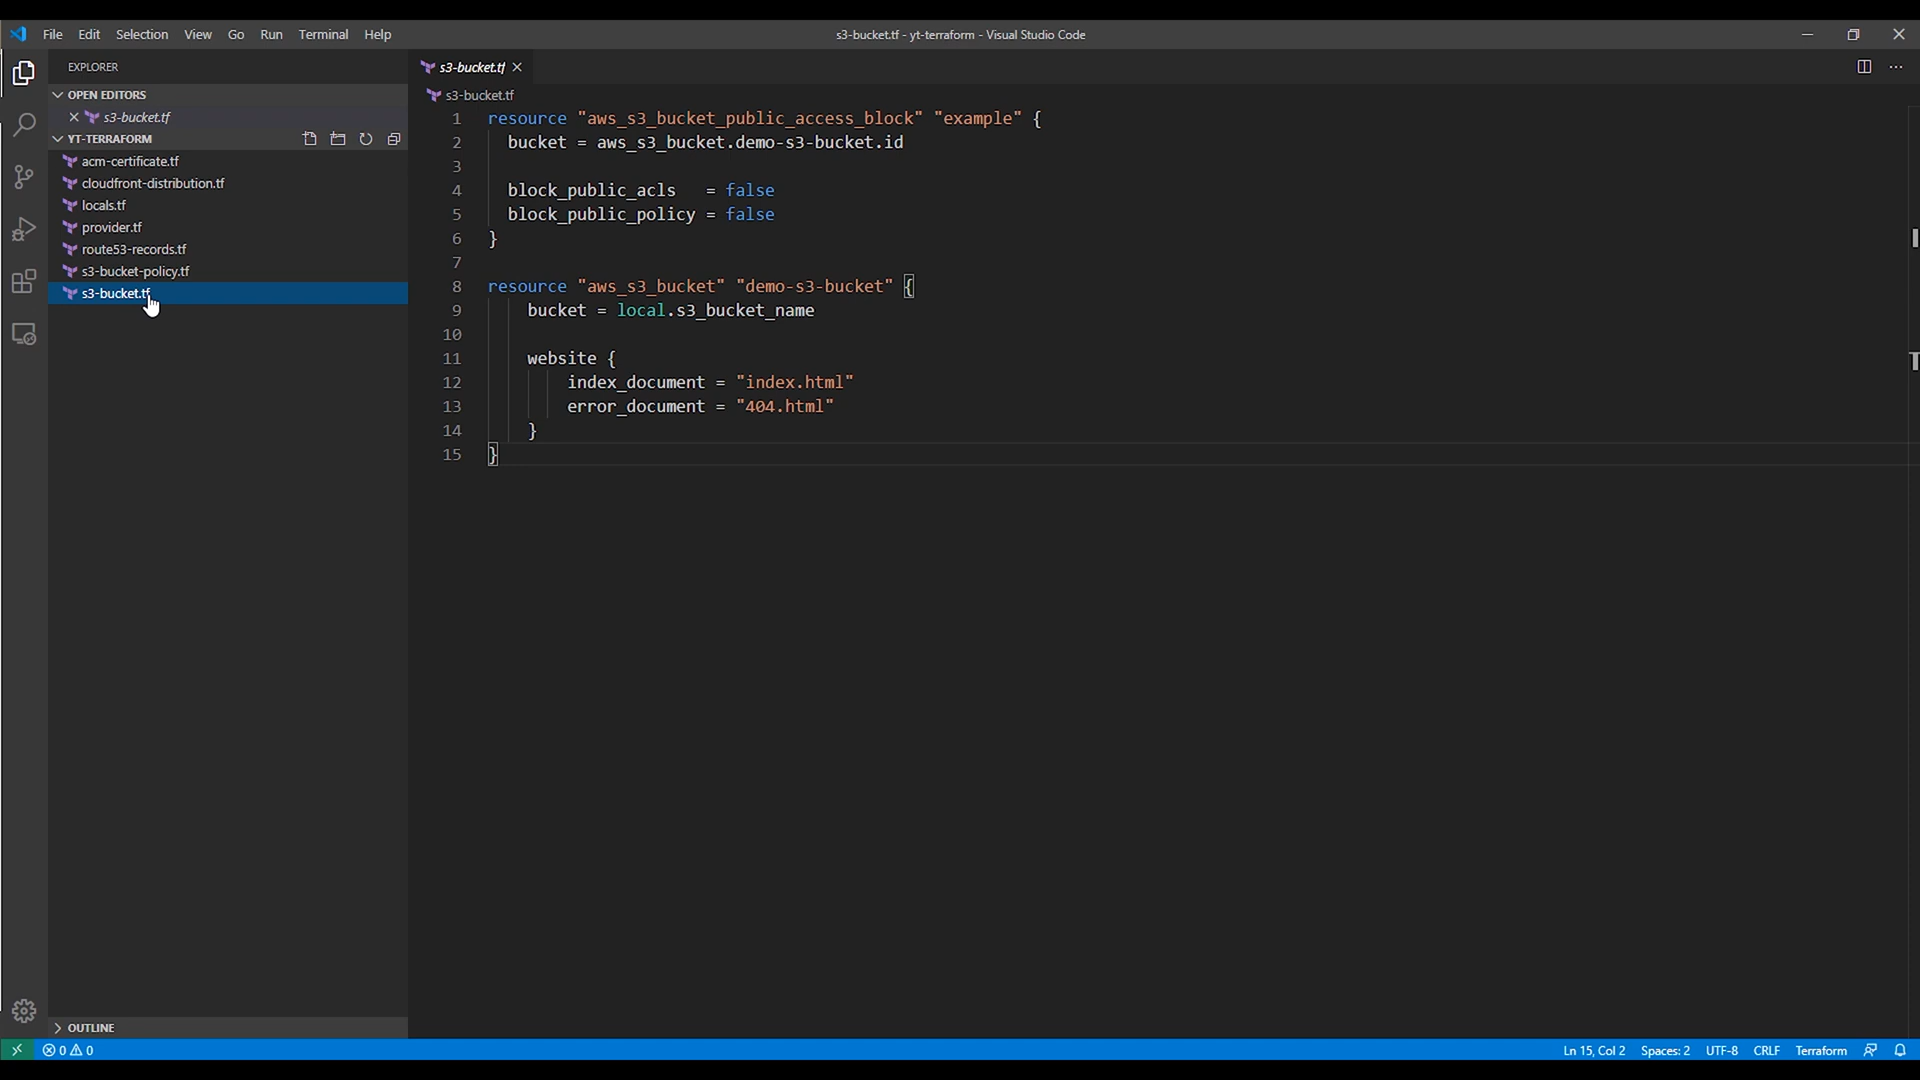 File Edit Selection View Go Run Terminal Help
s3-bucket.tf - yt-terraform - Visual Studio Code
EXPLORER
OPEN EDITORS
s3-bucket.tf
YT-TERRAFORM
acm-certificate.tf
cloudfront-distribution.tf
locals.tf
provider.tf
route53-records.tf
s3-bucket-policy.tf
s3-bucket.tf
OUTLINE
s3-bucket.tf
s3-bucket.tf
1 resource "aws_s3_bucket_public_access_block" "example" {
2   bucket = aws_s3_bucket.demo-s3-bucket.id
3
4   block_public_acls   = false
5   block_public_policy = false
6 }
7
8 resource "aws_s3_bucket" "demo-s3-bucket" {
9     bucket = local.s3_bucket_name
10
11     website {
12         index_document = "index.html"
13         error_document = "404.html"
14     }
15 }
0 0
Ln 15, Col 2 Spaces: 2 UTF-8 CRLF Terraform